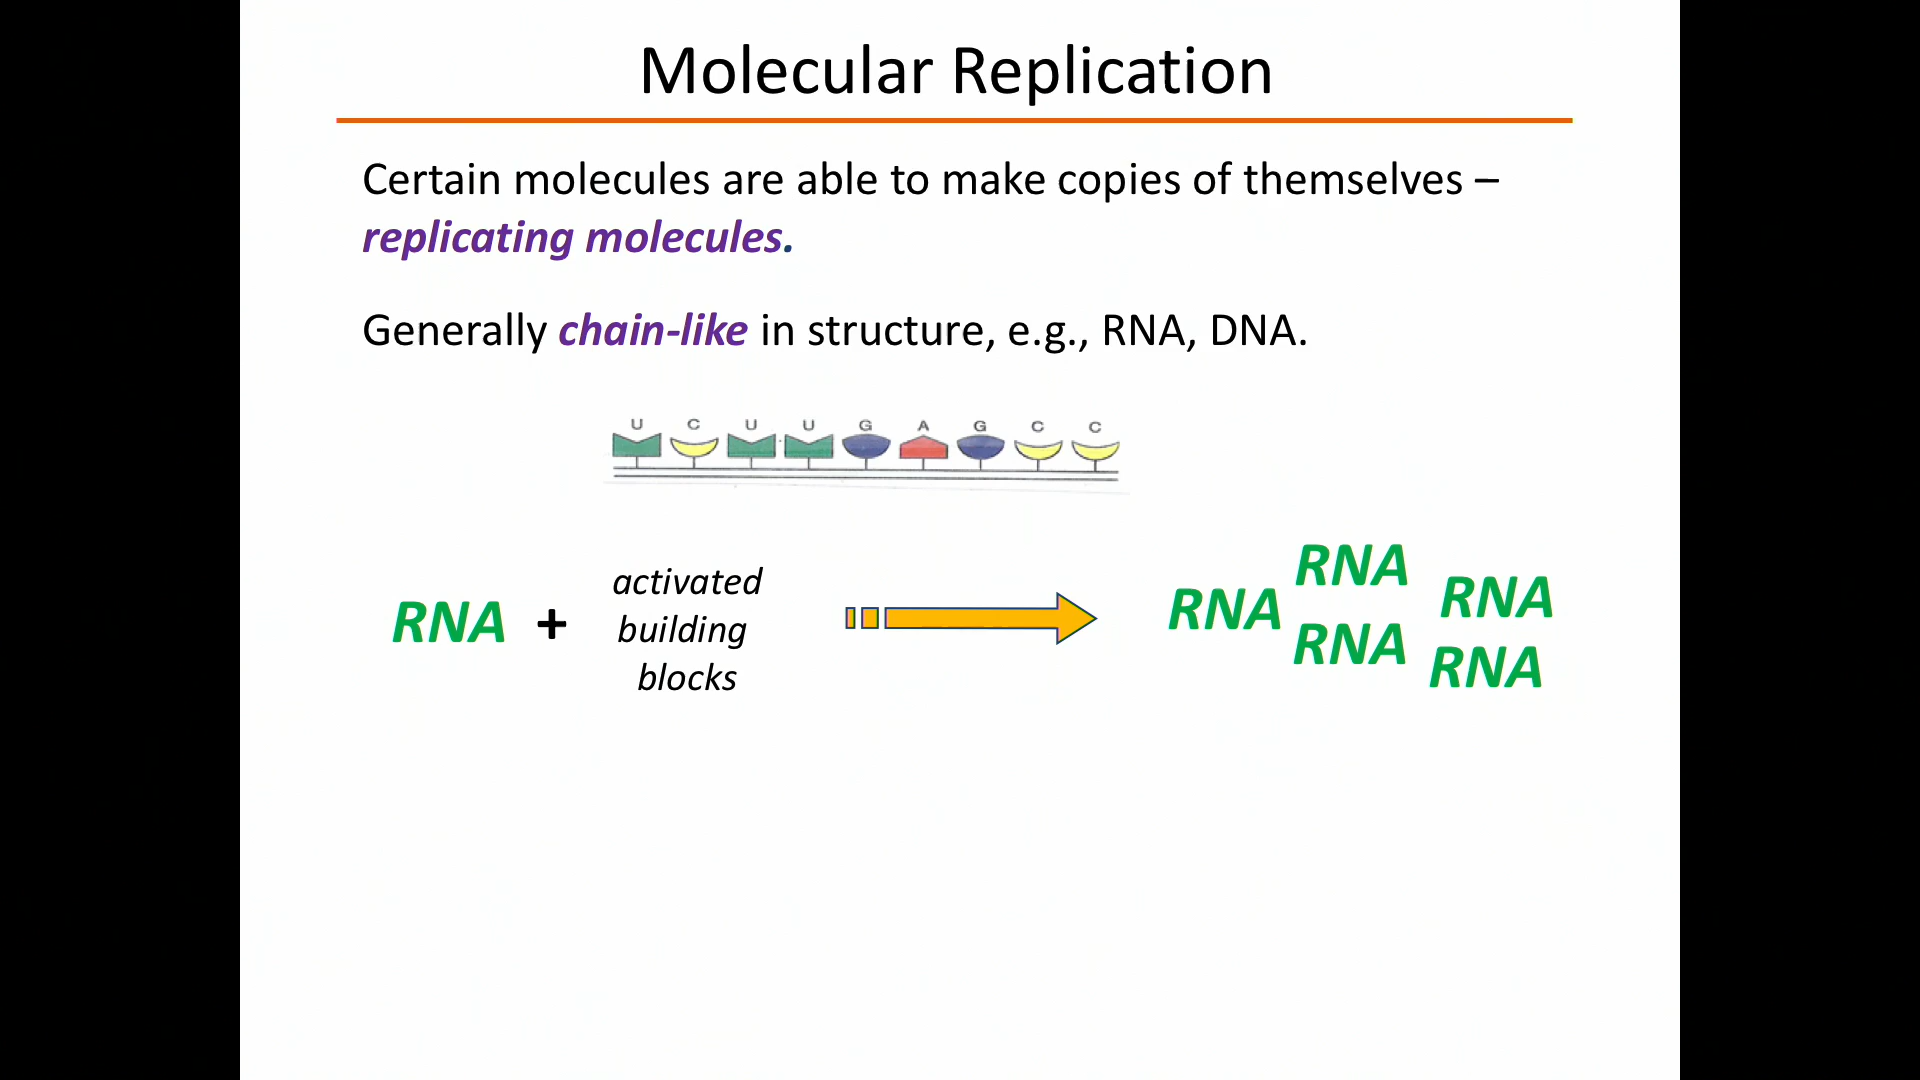 Molecular Replication
Certain molecules are able to make copies of themselves –
replicating molecules.
Generally chain-like in structure, e.g., RNA, DNA.
U C U U G A G C C
RNA + activated building blocks
RNA RNA RNA RNA RNA